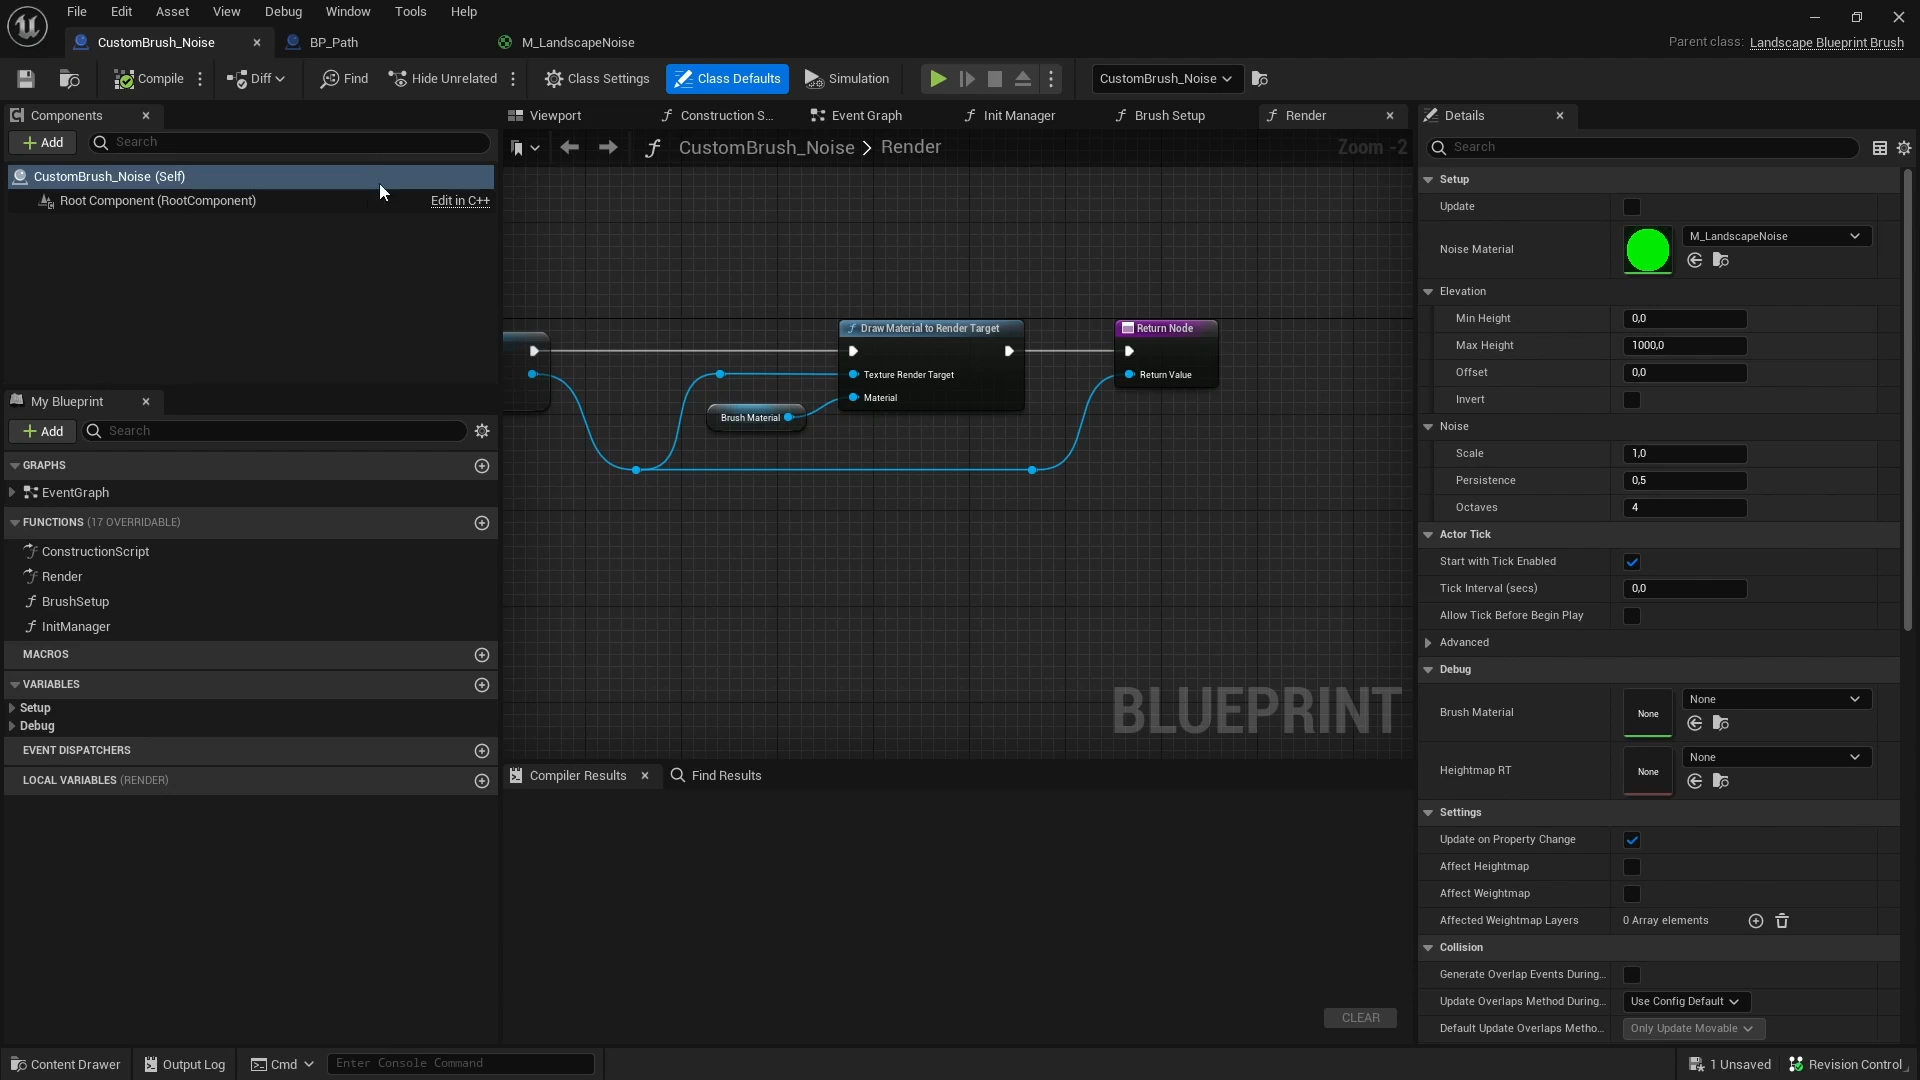 File Edit Asset View Debug Window Tools Help
CustomBrush_Noise BP_Path M_LandscapeNoise Parent class: Landscape Blueprint Brush
Compile Diff Find Hide Unrelated Class Settings Class Defaults Simulation CustomBrush_Noise
Components
Add Search
CustomBrush_Noise (Self)
Root Component (RootComponent) Edit in C++
My Blueprint
Add Search
GRAPHS
EventGraph
FUNCTIONS (17 OVERRIDABLE)
ConstructionScript
Render
BrushSetup
InitManager
MACROS
VARIABLES
Setup
Debug
EVENT DISPATCHERS
LOCAL VARIABLES (RENDER)
Viewport Construction S... Event Graph Init Manager Brush Setup Render
CustomBrush_Noise > Render Zoom -2
Draw Material to Render Target
Texture Render Target
Material
Brush Material
Return Node
Return Value
BLUEPRINT
Compiler Results Find Results
CLEAR
Details
Search
Setup
Update
Noise Material M_LandscapeNoise
Elevation
Min Height 0,0
Max Height 1000,0
Offset 0,0
Invert
Noise
Scale 1,0
Persistence 0,5
Octaves 4
Actor Tick
Start with Tick Enabled
Tick Interval (secs) 0,0
Allow Tick Before Begin Play
Advanced
Debug
Brush Material None None
Heightmap RT None None
Settings
Update on Property Change
Affect Heightmap
Affect Weightmap
Affected Weightmap Layers 0 Array elements
Collision
Generate Overlap Events During...
Update Overlaps Method During... Use Config Default
Default Update Overlaps Metho... Only Update Movable
Content Drawer Output Log Cmd Enter Console Command 1 Unsaved Revision Control